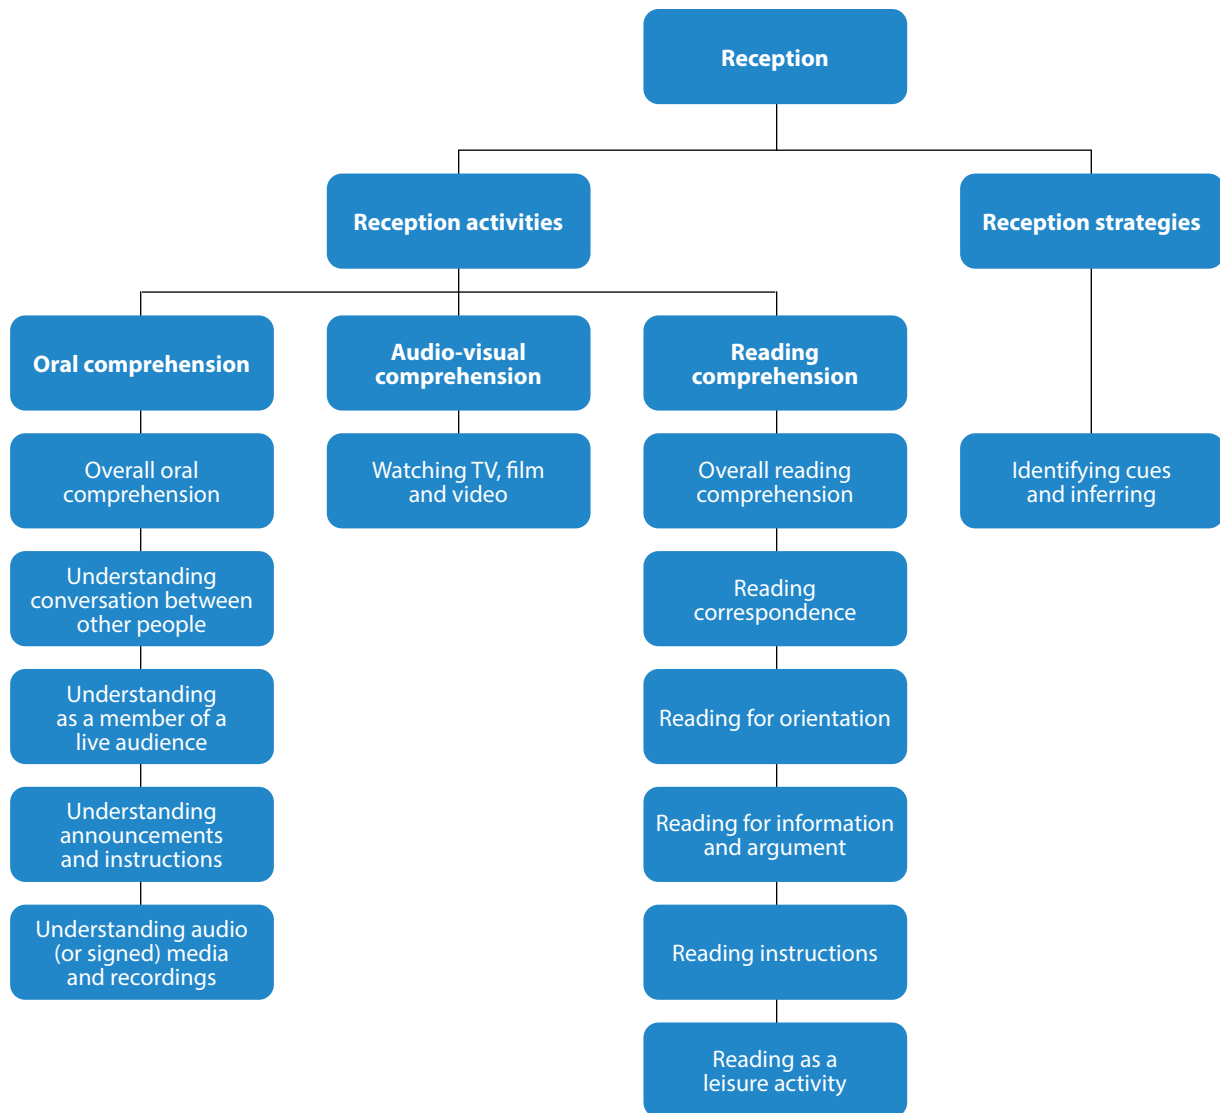 Reception
Reception activities
Reception strategies
Oral comprehension
Audio-visual
comprehension
Reading
comprehension
Overall oral
comprehension
Watching TV, film
and video
Overall reading
comprehension
Identifying cues
and inferring
Understanding
conversation between
other people
Reading
correspondence
Understanding
as a member of a
live audience
Reading for orientation
Understanding
announcements
and instructions
Reading for information
and argument
Understanding audio
(or signed) media
and recordings
Reading instructions
Reading as a
leisure activity